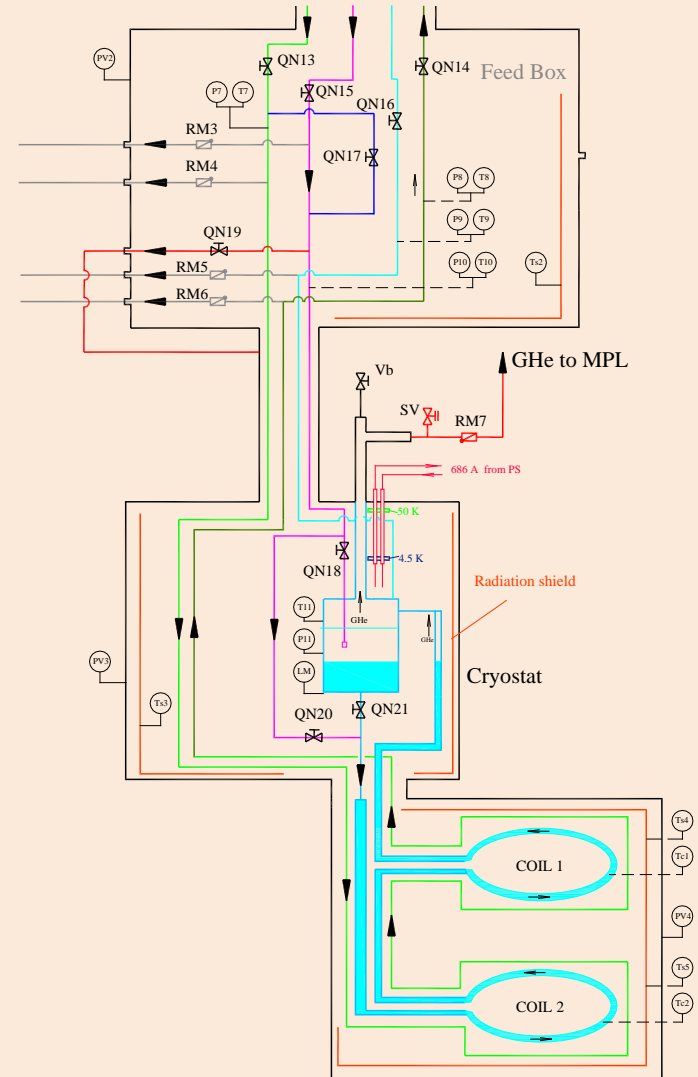 QN13
PV2
QN14
Feed Box
P7
T7
QN15
QN16
RM3
QN17
RM4
P8
T8
P9
T9
QN19
P10
T10
Ts2
RM5
RM6
GHe to MPL
Vb
SV
RM7
686 A from PS
50 K
4.5 K
QN18
Radiation shield
T11
GHe
P11
GHe
LM
PV3
Cryostat
Ts3
QN21
QN20
Ts4
Tc1
COIL 1
PV4
Ts5
Tc2
COIL 2